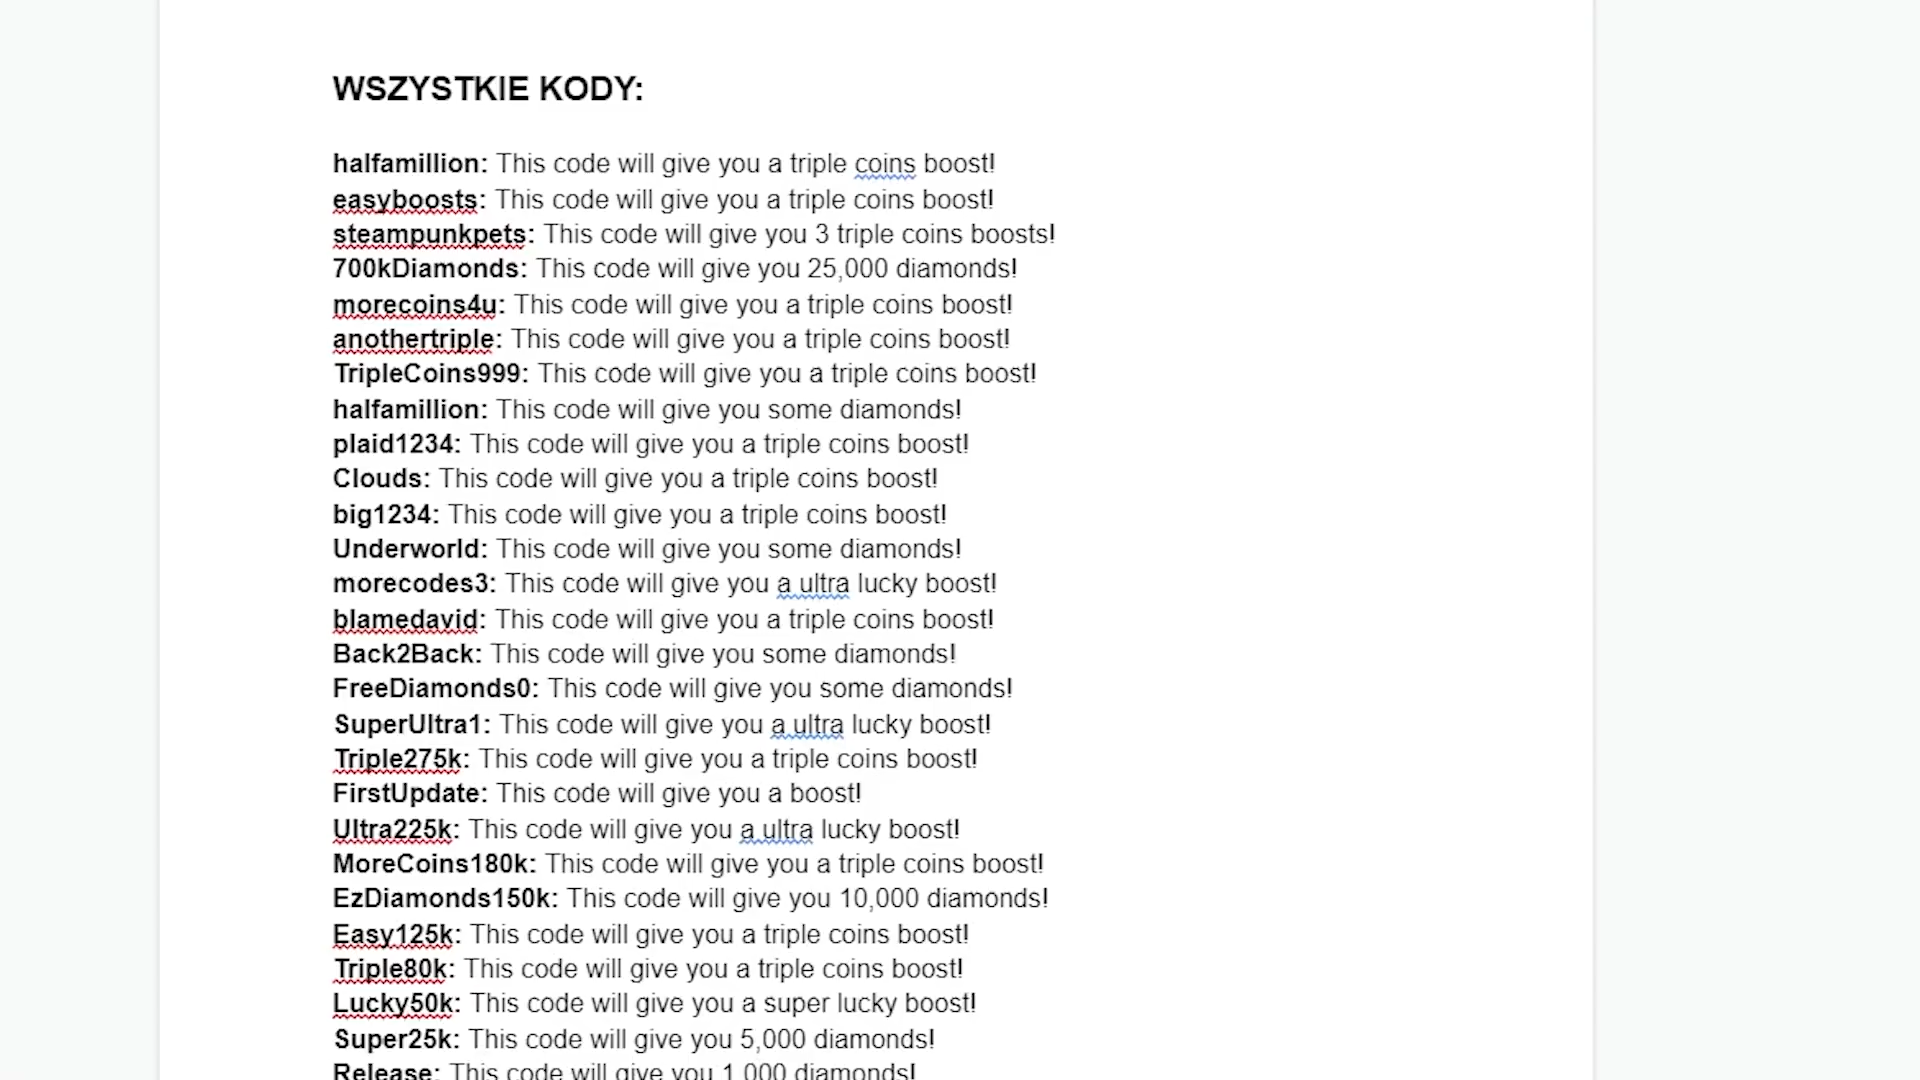 WSZYSTKIE KODY:
halfamillion: This code will give you a triple coins boost!
easyboosts: This code will give you a triple coins boost!
steampunkpets: This code will give you 3 triple coins boosts!
700kDiamonds: This code will give you 25,000 diamonds!
morecoins4u: This code will give you a triple coins boost!
anothertriple: This code will give you a triple coins boost!
TripleCoins999: This code will give you a triple coins boost!
halfamillion: This code will give you some diamonds!
plaid1234: This code will give you a triple coins boost!
Clouds: This code will give you a triple coins boost!
big1234: This code will give you a triple coins boost!
Underworld: This code will give you some diamonds!
morecodes3: This code will give you a ultra lucky boost!
blamedavid: This code will give you a triple coins boost!
Back2Back: This code will give you some diamonds!
FreeDiamonds0: This code will give you some diamonds!
SuperUltra1: This code will give you a ultra lucky boost!
Triple275k: This code will give you a triple coins boost!
FirstUpdate: This code will give you a boost!
Ultra225k: This code will give you a ultra lucky boost!
MoreCoins180k: This code will give you a triple coins boost!
EzDiamonds150k: This code will give you 10,000 diamonds!
Easy125k: This code will give you a triple coins boost!
Triple80k: This code will give you a triple coins boost!
Lucky50k: This code will give you a super lucky boost!
Super25k: This code will give you 5,000 diamonds!
Release: This code will give you 1,000 diamonds!